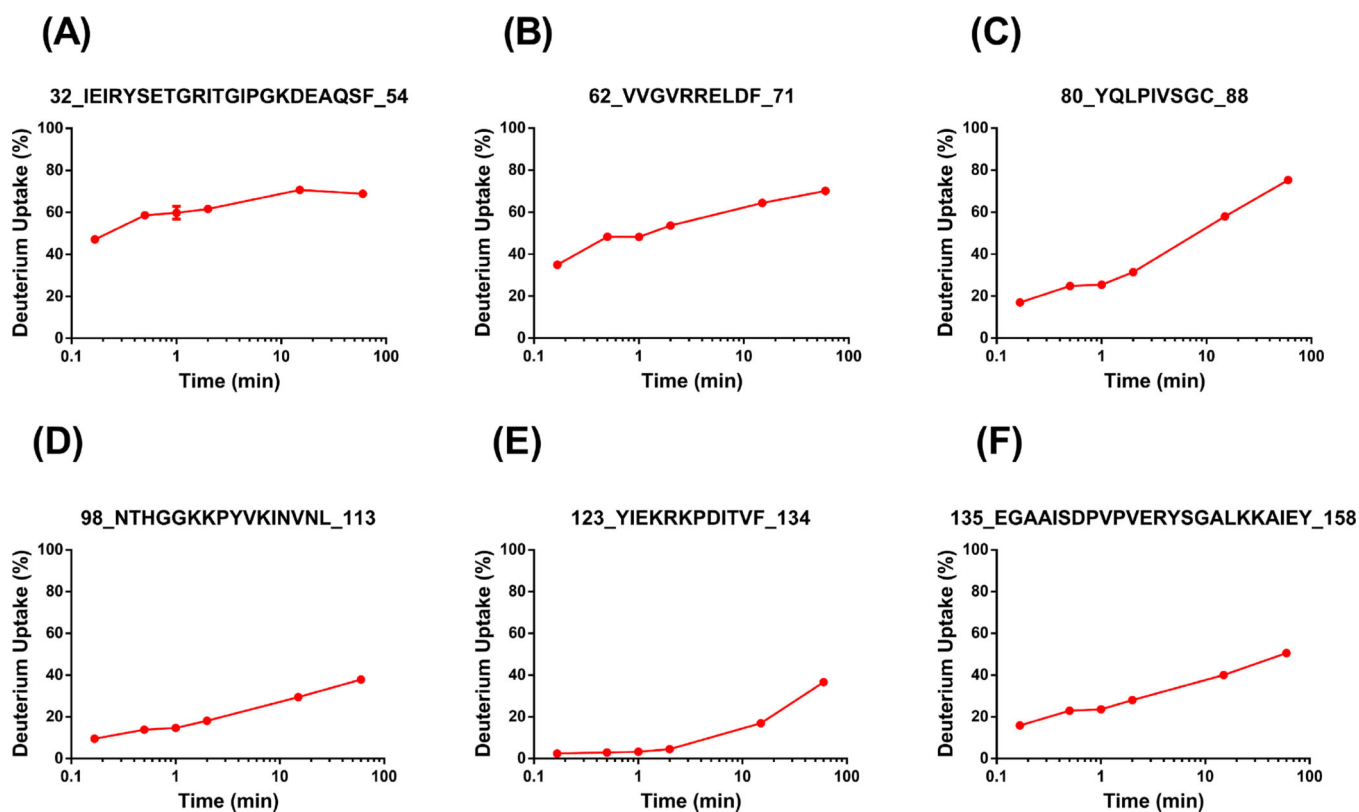 (A)
32_IEIRYSETGRITGIPGKDEAQSF_54
Deuterium Uptake (%)
100
80
60
40
20
0
0.1
1
10
100
Time (min)
(B)
62_VVGVRRELDF_71
Deuterium Uptake (%)
100
80
60
40
20
0
0.1
1
10
100
Time (min)
(C)
80_YQLPIVSGC_88
Deuterium Uptake (%)
100
80
60
40
20
0
0.1
1
10
100
Time (min)
(D)
98_NTHGGKKPYVKINVNL_113
Deuterium Uptake (%)
100
80
60
40
20
0
0.1
1
10
100
Time (min)
(E)
123_YIEKRKPDITVF_134
Deuterium Uptake (%)
100
80
60
40
20
0
0.1
1
10
100
Time (min)
(F)
135_EGAAISDPVPVERYSGALKKAIEY_158
Deuterium Uptake (%)
100
80
60
40
20
0
0.1
1
10
100
Time (min)